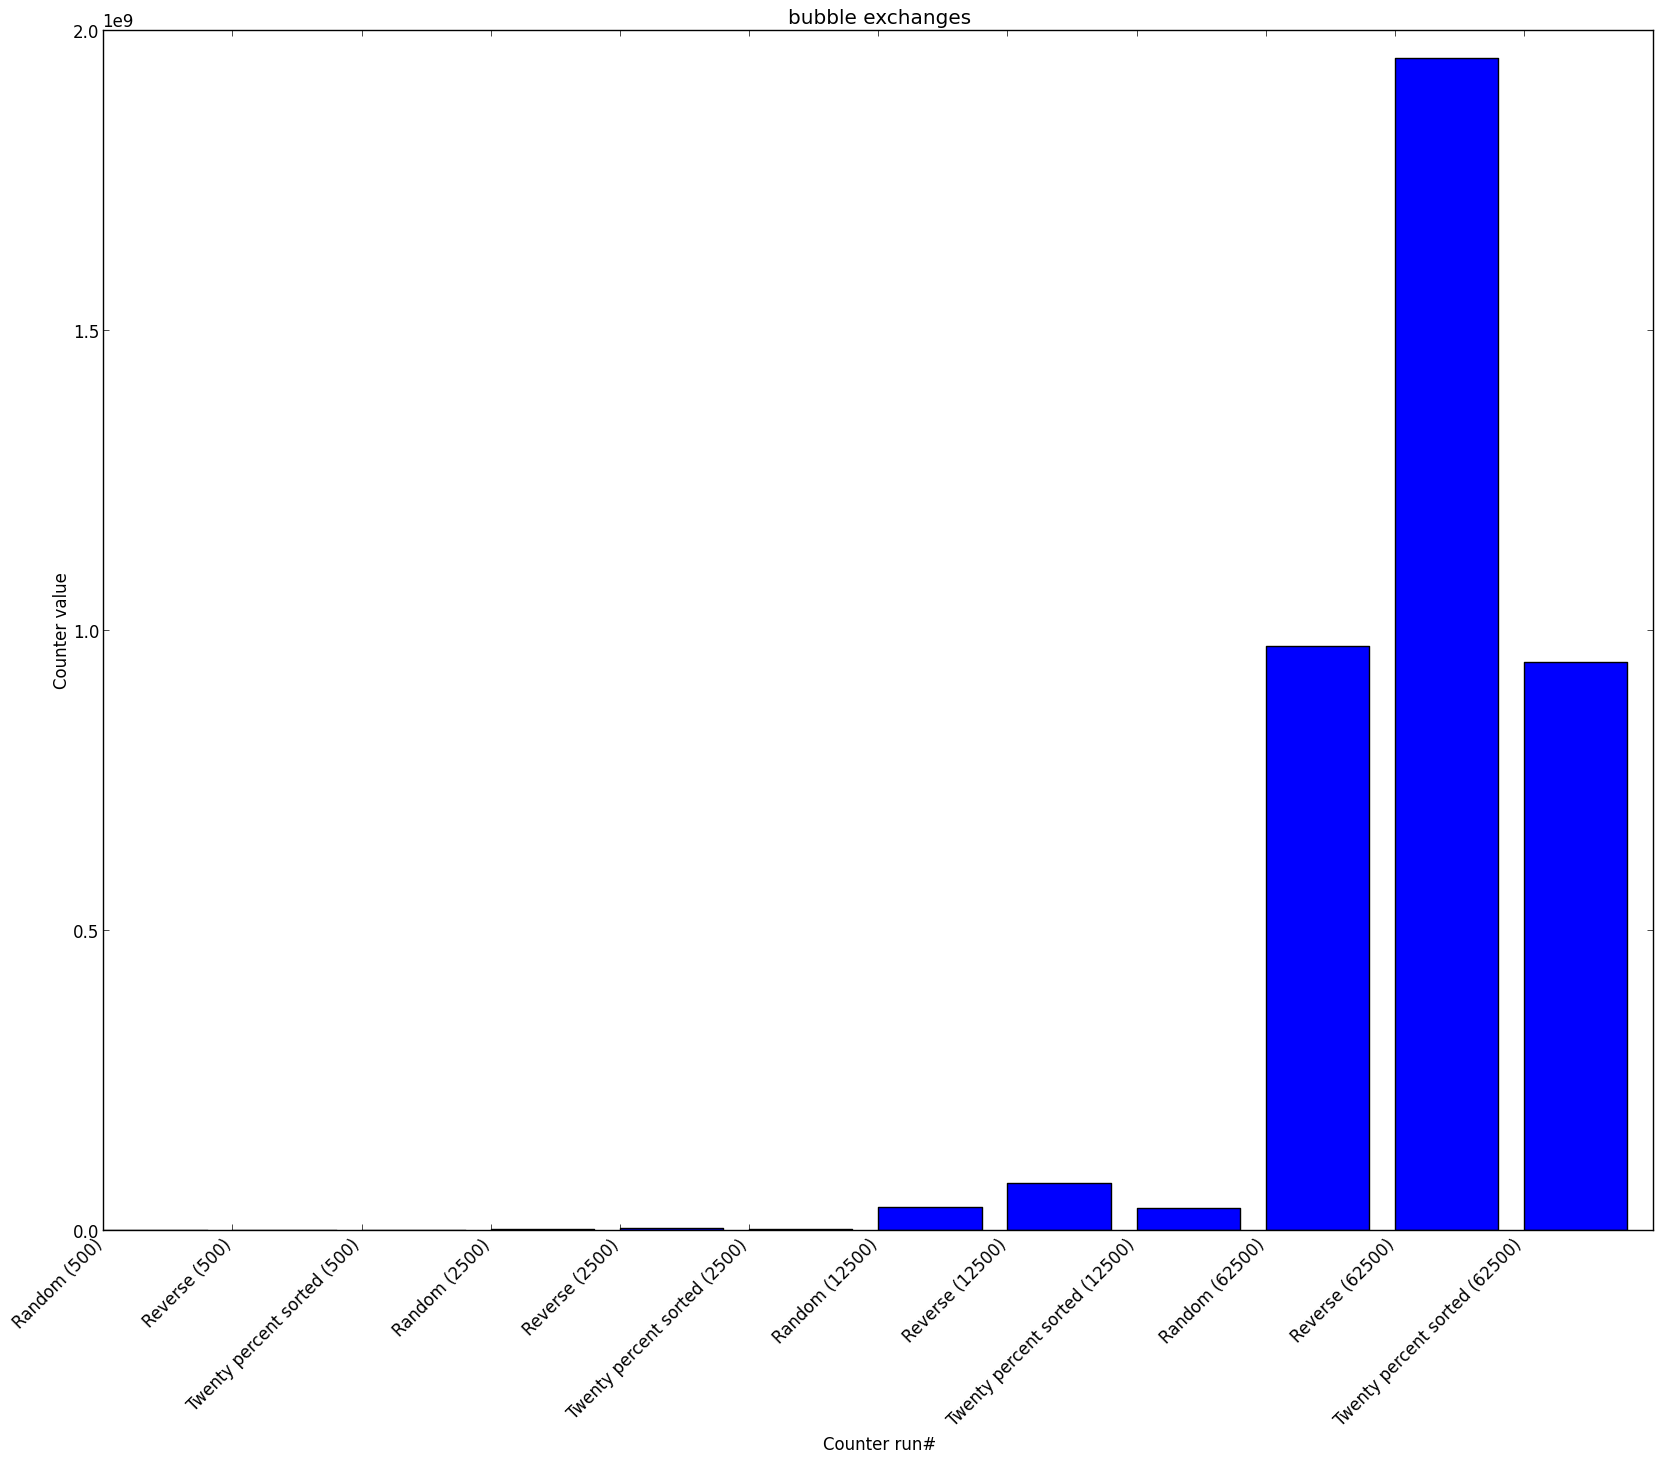 bubble exchanges
1e9
2.0
1.5
1.0
0.5
0.0
Counter value
Random (500)
Reverse (500)
Twenty percent sorted (500)
Random (2500)
Reverse (2500)
Twenty percent sorted (2500)
Random (12500)
Reverse (12500)
Twenty percent sorted (12500)
Random (62500)
Reverse (62500)
Twenty percent sorted (62500)
Counter run#